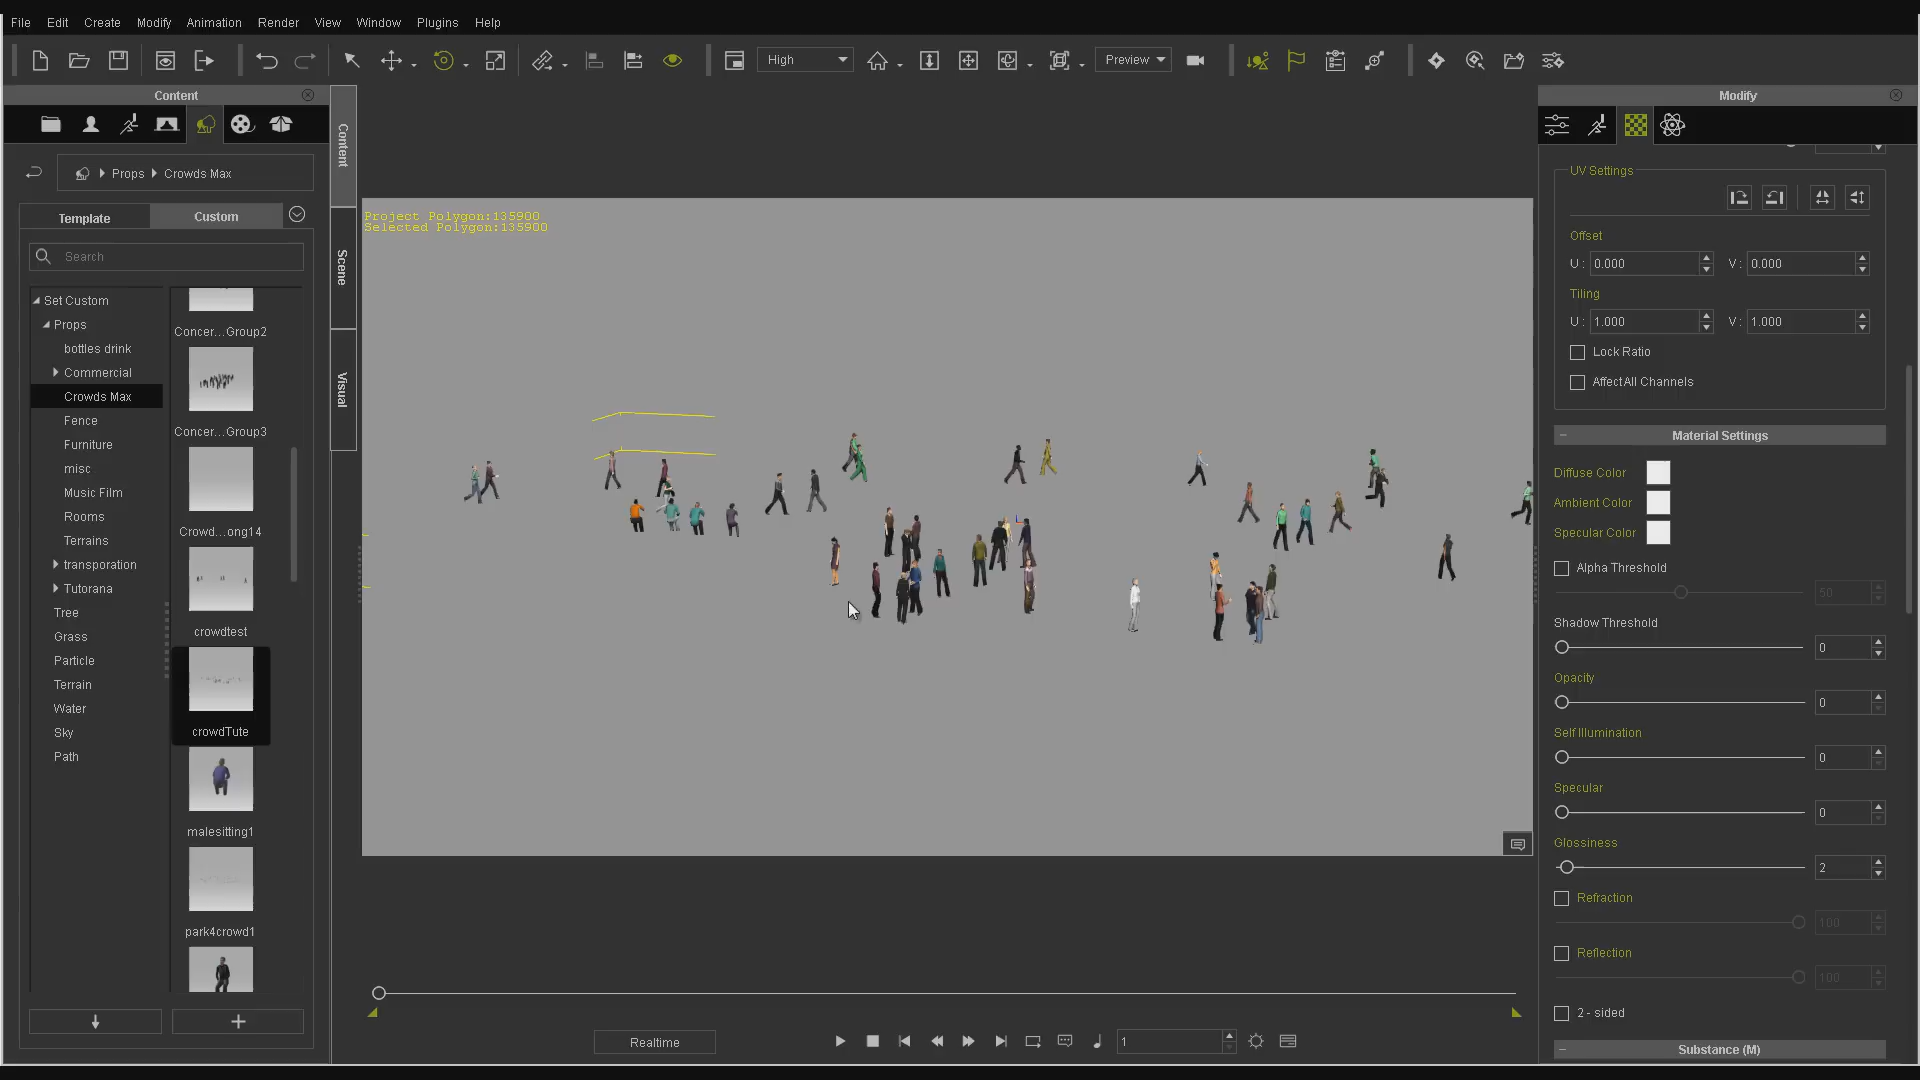 File Edit Create Modify Animation Render View Window Plugins Help
High
Preview
Content
Modify
Content
Scene
Visual
Props Crowds Max
Template Custom
Search
Set Custom
Props
bottles drink
Commercial
Crowds Max
Fence
Furniture
misc
Music Film
Rooms
Terrains
transporation
Tutorana
Tree
Grass
Particle
Terrain
Water
Sky
Path
Concer...Group2
Concer...Group3
Crowd...ong14
crowdtest
crowdTute
malesitting1
park4crowd1
Project Polygon:135900
Selected Polygon:135900
Realtime
1
UV Settings
Offset
U : 0.000 V : 0.000
Tiling
U : 1.000 V : 1.000
Lock Ratio
Affect All Channels
Material Settings
Diffuse Color
Ambient Color
Specular Color
Alpha Threshold
50
Shadow Threshold
0
Opacity
0
Self Illumination
0
Specular
0
Glossiness
2
Refraction
100
Reflection
100
2 - sided
Substance (M)